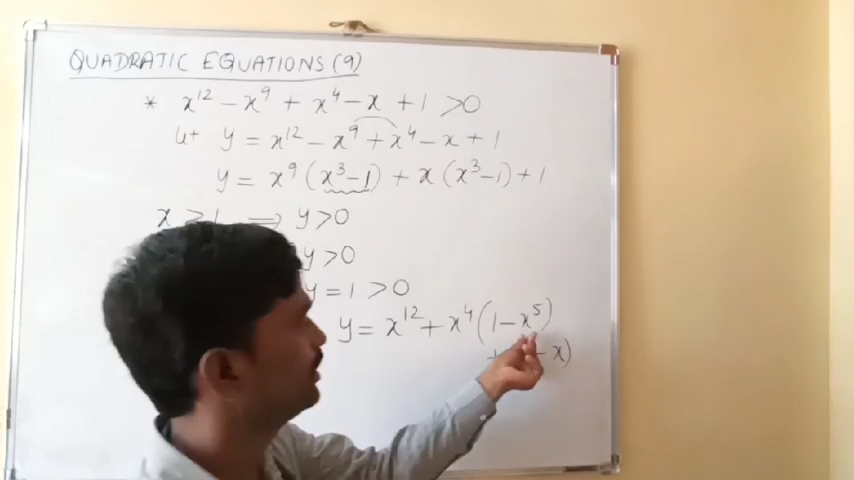 QUADRATIC EQUATIONS (9)
* x¹² - x⁹ + x⁴ - x + 1 >0
Let y = x¹² - x⁹ + x⁴ - x + 1
y = x⁹ (x³-1) + x (x³-1) + 1
x ≥ 1 ⟹ y >0
y >0
y = 1 >0
y = x¹² + x⁴ (1-x⁵)
+ - x)